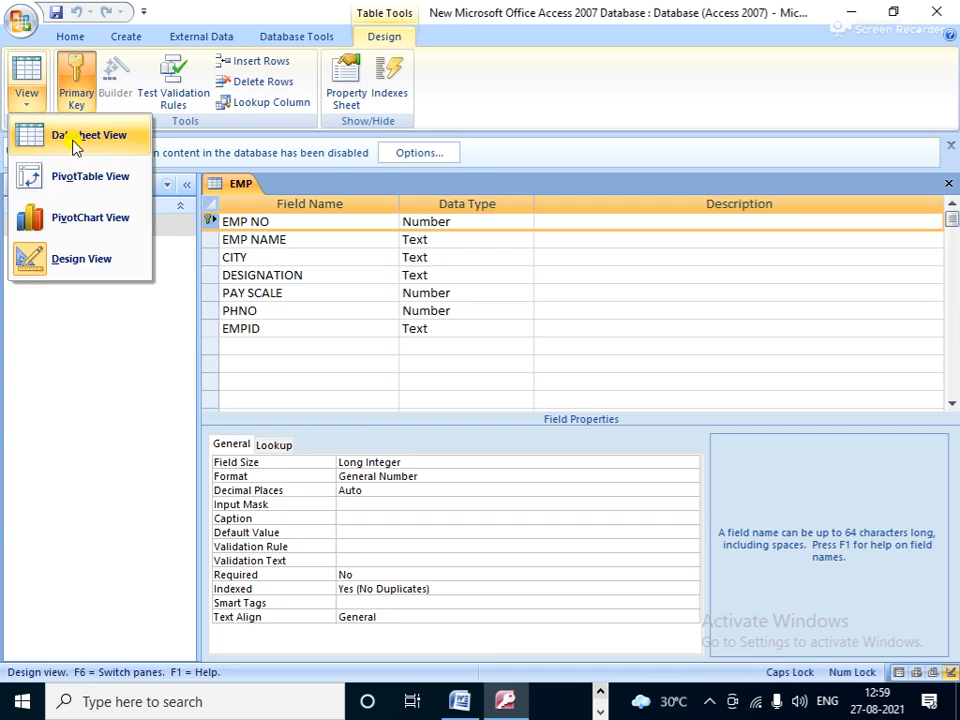 Table Tools
New Microsoft Office Access 2007 Database : Database (Access 2007) - Mic...
Screen Recorder
Home
Create
External Data
Database Tools
Design
View
Primary Key
Builder
Test Validation Rules
Insert Rows
Delete Rows
Lookup Column
Property Sheet
Indexes
Tools
Show/Hide
Datasheet View
PivotTable View
PivotChart View
Design View
n content in the database has been disabled
Options...
EMP
Field Name Data Type Description
EMP NO Number
EMP NAME Text
CITY Text
DESIGNATION Text
PAY SCALE Number
PHNO Number
EMPID Text
Field Properties
General Lookup
Field Size Long Integer
Format General Number
Decimal Places Auto
Input Mask
Caption
Default Value
Validation Rule
Validation Text
Required No
Indexed Yes (No Duplicates)
Smart Tags
Text Align General
A field name can be up to 64 characters long,
including spaces. Press F1 for help on field
names.
Activate Windows
Go to Settings to activate Windows.
Design view. F6 = Switch panes. F1 = Help.
Caps Lock
Num Lock
Type here to search
30°C
ENG
12:59
27-08-2021